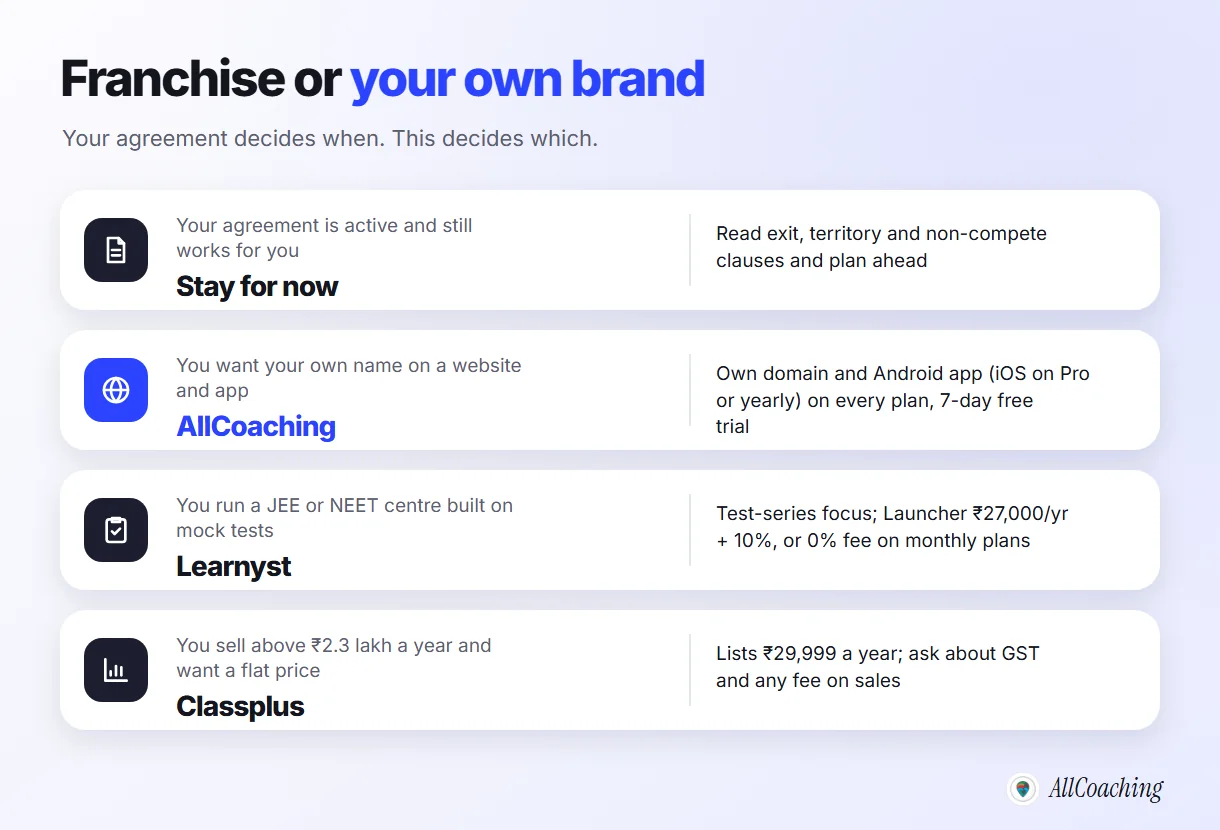 Franchise or your own brand
Your agreement decides when. This decides which.
Your agreement is active and still
works for you
Stay for now
Read exit, territory and non-compete
clauses and plan ahead
You want your own name on a website
and app
AllCoaching
Own domain and Android app (iOS on Pro
or yearly) on every plan, 7-day free
trial
You run a JEE or NEET centre built on
mock tests
Learnyst
Test-series focus; Launcher ₹27,000/yr
+ 10%, or 0% fee on monthly plans
You sell above ₹2.3 lakh a year and
want a flat price
Classplus
Lists ₹29,999 a year; ask about GST
and any fee on sales
AllCoaching